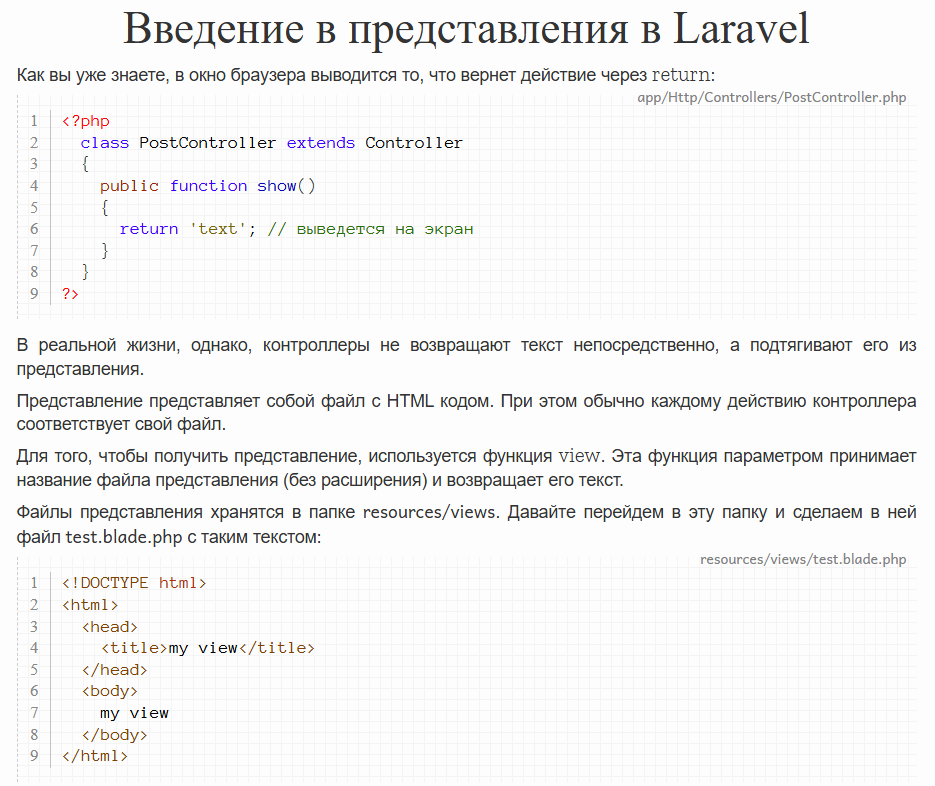 Введение в представления в Laravel
Как вы уже знаете, в окно браузера выводится то, что вернет действие через return:
app/Http/Controllers/PostController.php
1 <?php
2 class PostController extends Controller
3 {
4 public function show()
5 {
6 return 'text'; // выведется на экран
7 }
8 }
9 ?>
В реальной жизни, однако, контроллеры не возвращают текст непосредственно, а подтягивают его из
представления.
Представление представляет собой файл с HTML кодом. При этом обычно каждому действию контроллера
соответствует свой файл.
Для того, чтобы получить представление, используется функция view. Эта функция параметром принимает
название файла представления (без расширения) и возвращает его текст.
Файлы представления хранятся в папке resources/views. Давайте перейдем в эту папку и сделаем в ней
файл test.blade.php с таким текстом:
resources/views/test.blade.php
1 <!DOCTYPE html>
2 <html>
3 <head>
4 <title>my view</title>
5 </head>
6 <body>
7 my view
8 </body>
9 </html>